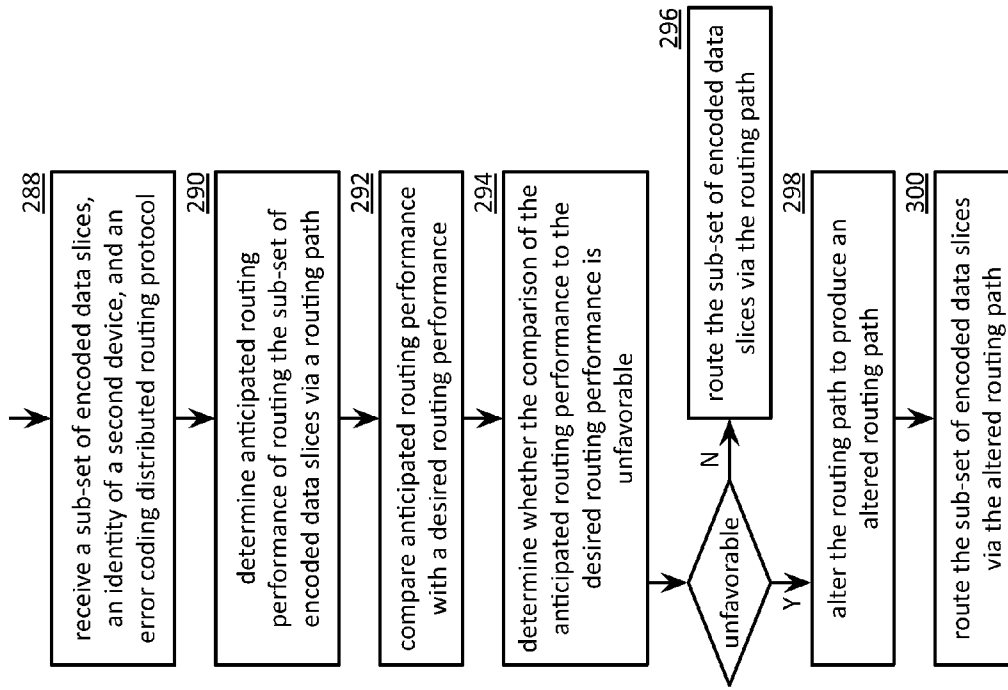 288
receive a sub-set of encoded data slices,
an identity of a second device, and an
error coding distributed routing protocol
290
determine anticipated routing
performance of routing the sub-set of
encoded data slices via a routing path
292
compare anticipated routing performance
with a desired routing performance
294
determine whether the comparison of the
anticipated routing performance to the
desired routing performance is
unfavorable
unfavorable
N
Y
296
route the sub-set of encoded data
slices via the routing path
298
alter the routing path to produce an
altered routing path
300
route the sub-set of encoded data slices
via the altered routing path